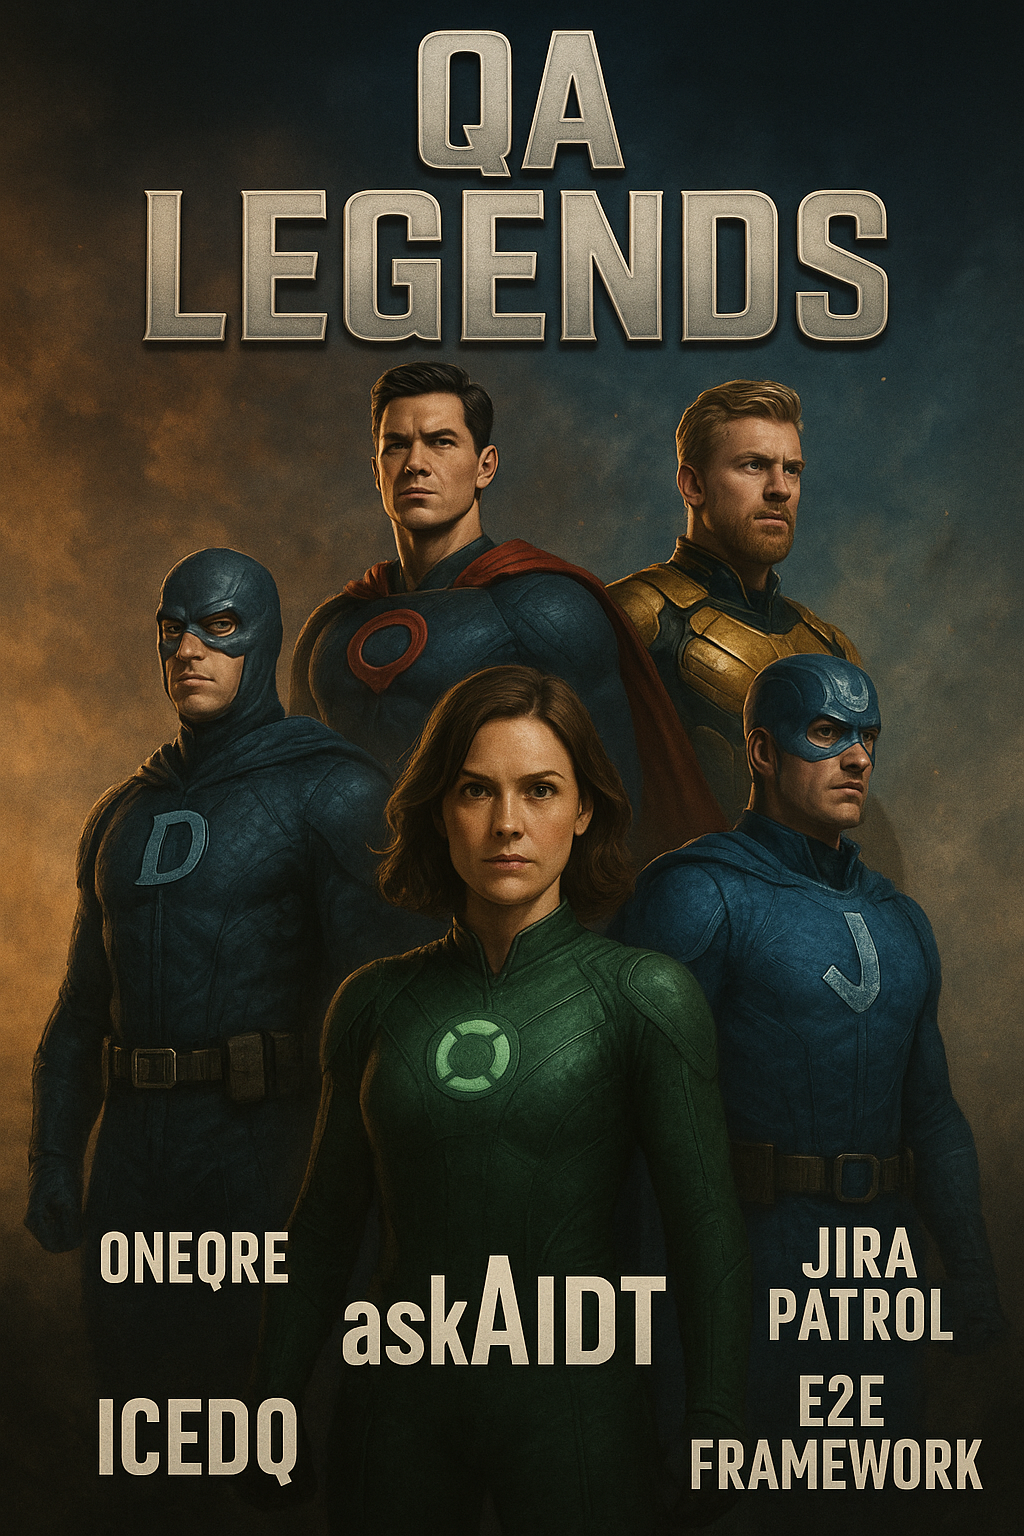 QA
LEGENDS
D
J
ONEQRE
askAIDT
JIRA
PATROL
ICEDQ
E2E
FRAMEWORK